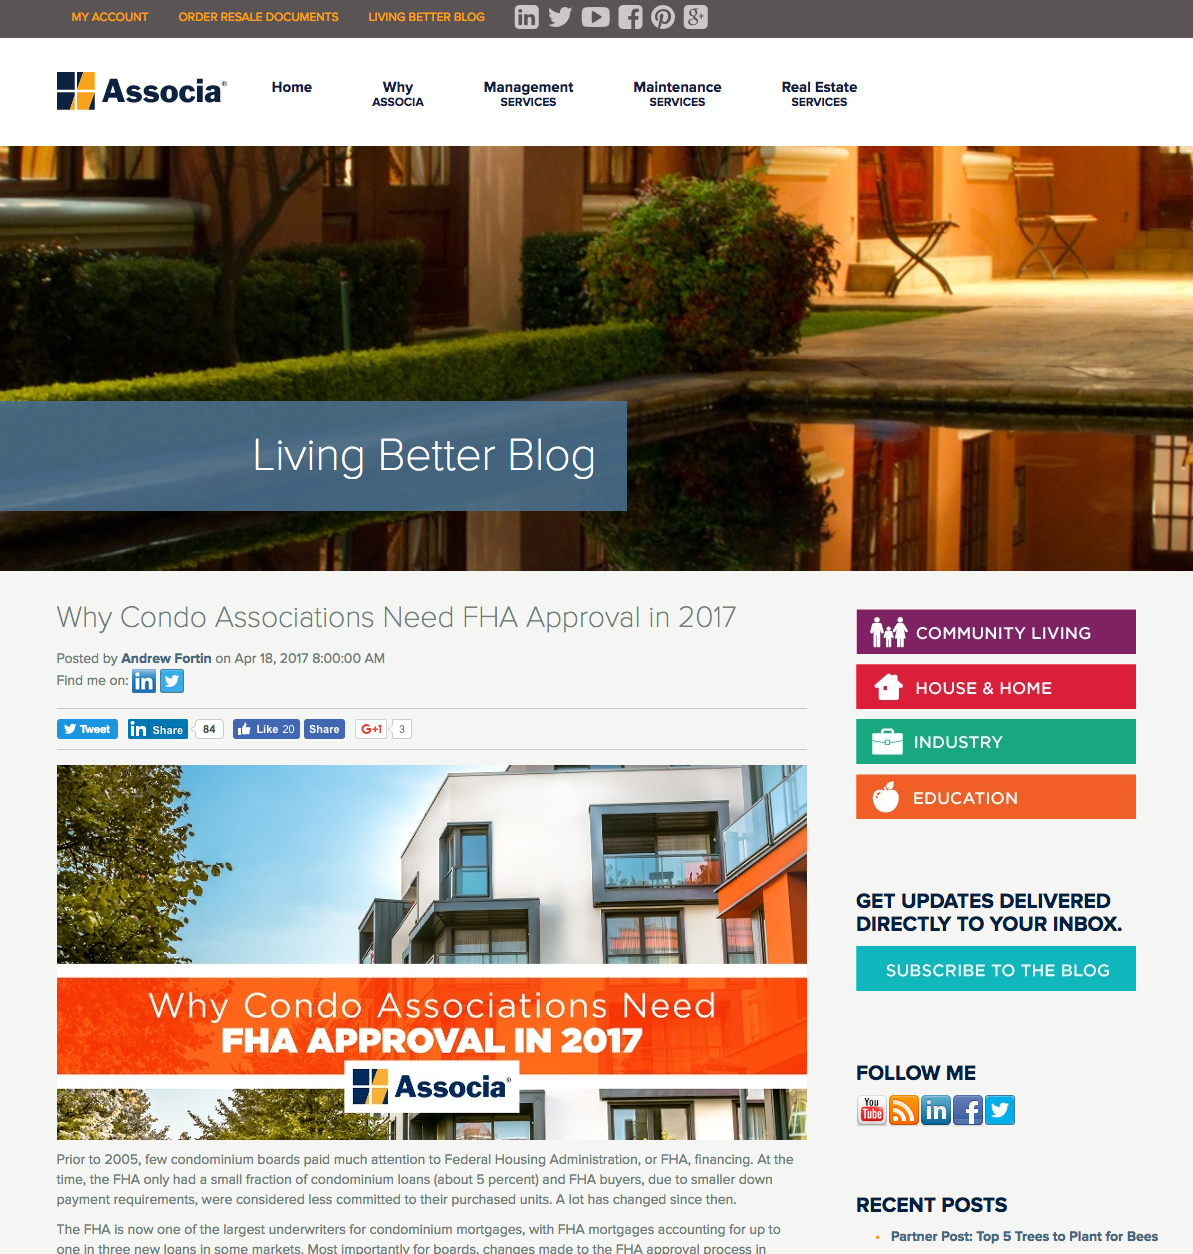 MY ACCOUNT
ORDER RESALE DOCUMENTS
LIVING BETTER BLOG
Associa®
Home
Why
ASSOCIA
Management
SERVICES
Maintenance
SERVICES
Real Estate
SERVICES
Living Better Blog
Why Condo Associations Need FHA Approval in 2017
Posted by Andrew Fortin on Apr 18, 2017 8:00:00 AM
Find me on:
Tweet
in Share 84
Like 20
Share
G+1 3
Why Condo Associations Need
FHA APPROVAL IN 2017
Associa®
Prior to 2005, few condominium boards paid much attention to Federal Housing Administration, or FHA, financing. At the
time, the FHA only had a small fraction of condominium loans (about 5 percent) and FHA buyers, due to smaller down
payment requirements, were considered less committed to their purchased units. A lot has changed since then.
The FHA is now one of the largest underwriters for condominium mortgages, with FHA mortgages accounting for up to
one in three new loans in some markets. Most importantly for boards, changes made to the FHA approval process in
COMMUNITY LIVING
HOUSE & HOME
INDUSTRY
EDUCATION
GET UPDATES DELIVERED
DIRECTLY TO YOUR INBOX.
SUBSCRIBE TO THE BLOG
FOLLOW ME
You Tube
RECENT POSTS
Partner Post: Top 5 Trees to Plant for Bees